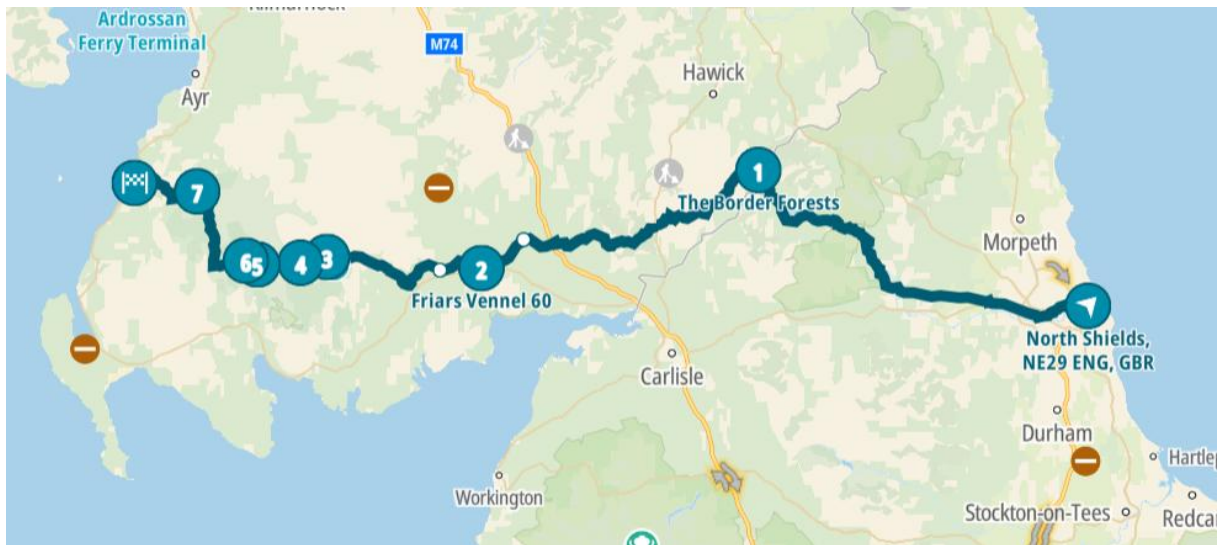 Kilmarnock
Ardrossan
Ferry Terminal
M74
Hawick
Ayr
1
7
The Border Forests
Morpeth
6
5
4
3
2
Friars Vennel 60
North Shields,
NE29 ENG, GBR
Carlisle
Durham
Hartlep
Workington
Stockton-on-Tees
Redcar